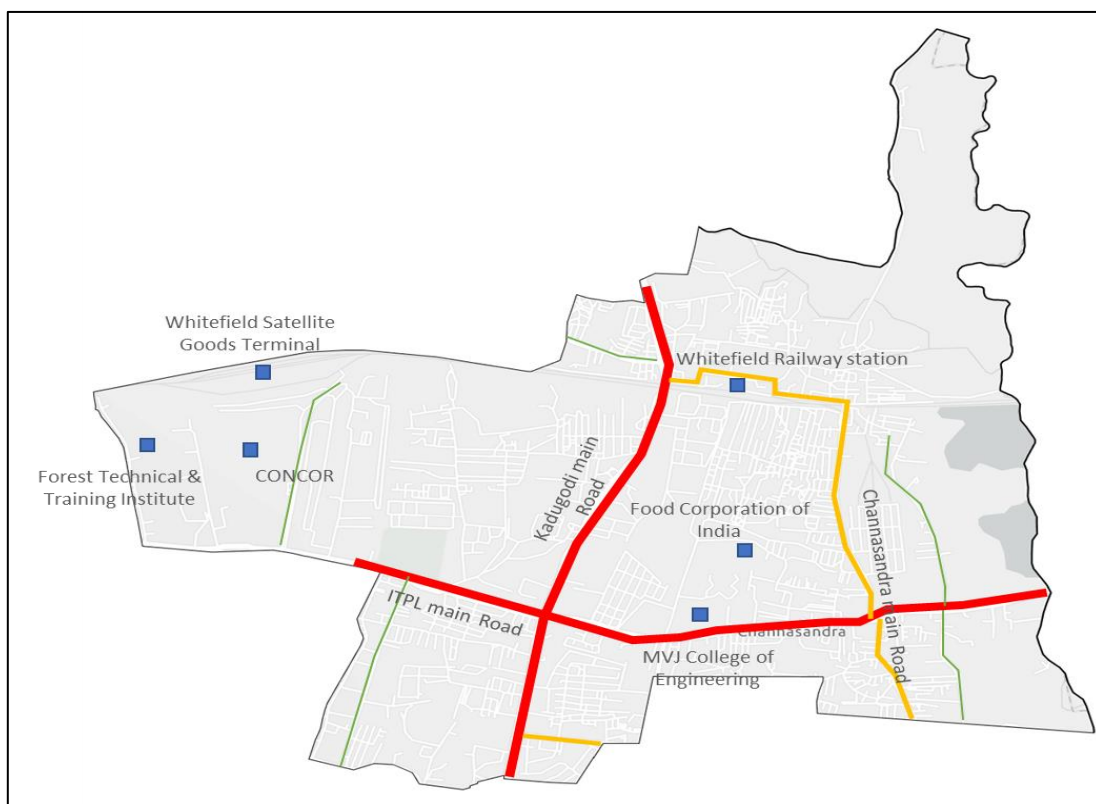 Whitefield Satellite
Goods Terminal
Whitefield Railway station
Forest Technical &
Training Institute
CONCOR
Kadugodi main
Road
Food Corporation of
India
Channasandra main Road
ITPL main Road
Channasandra
MVJ College of
Engineering